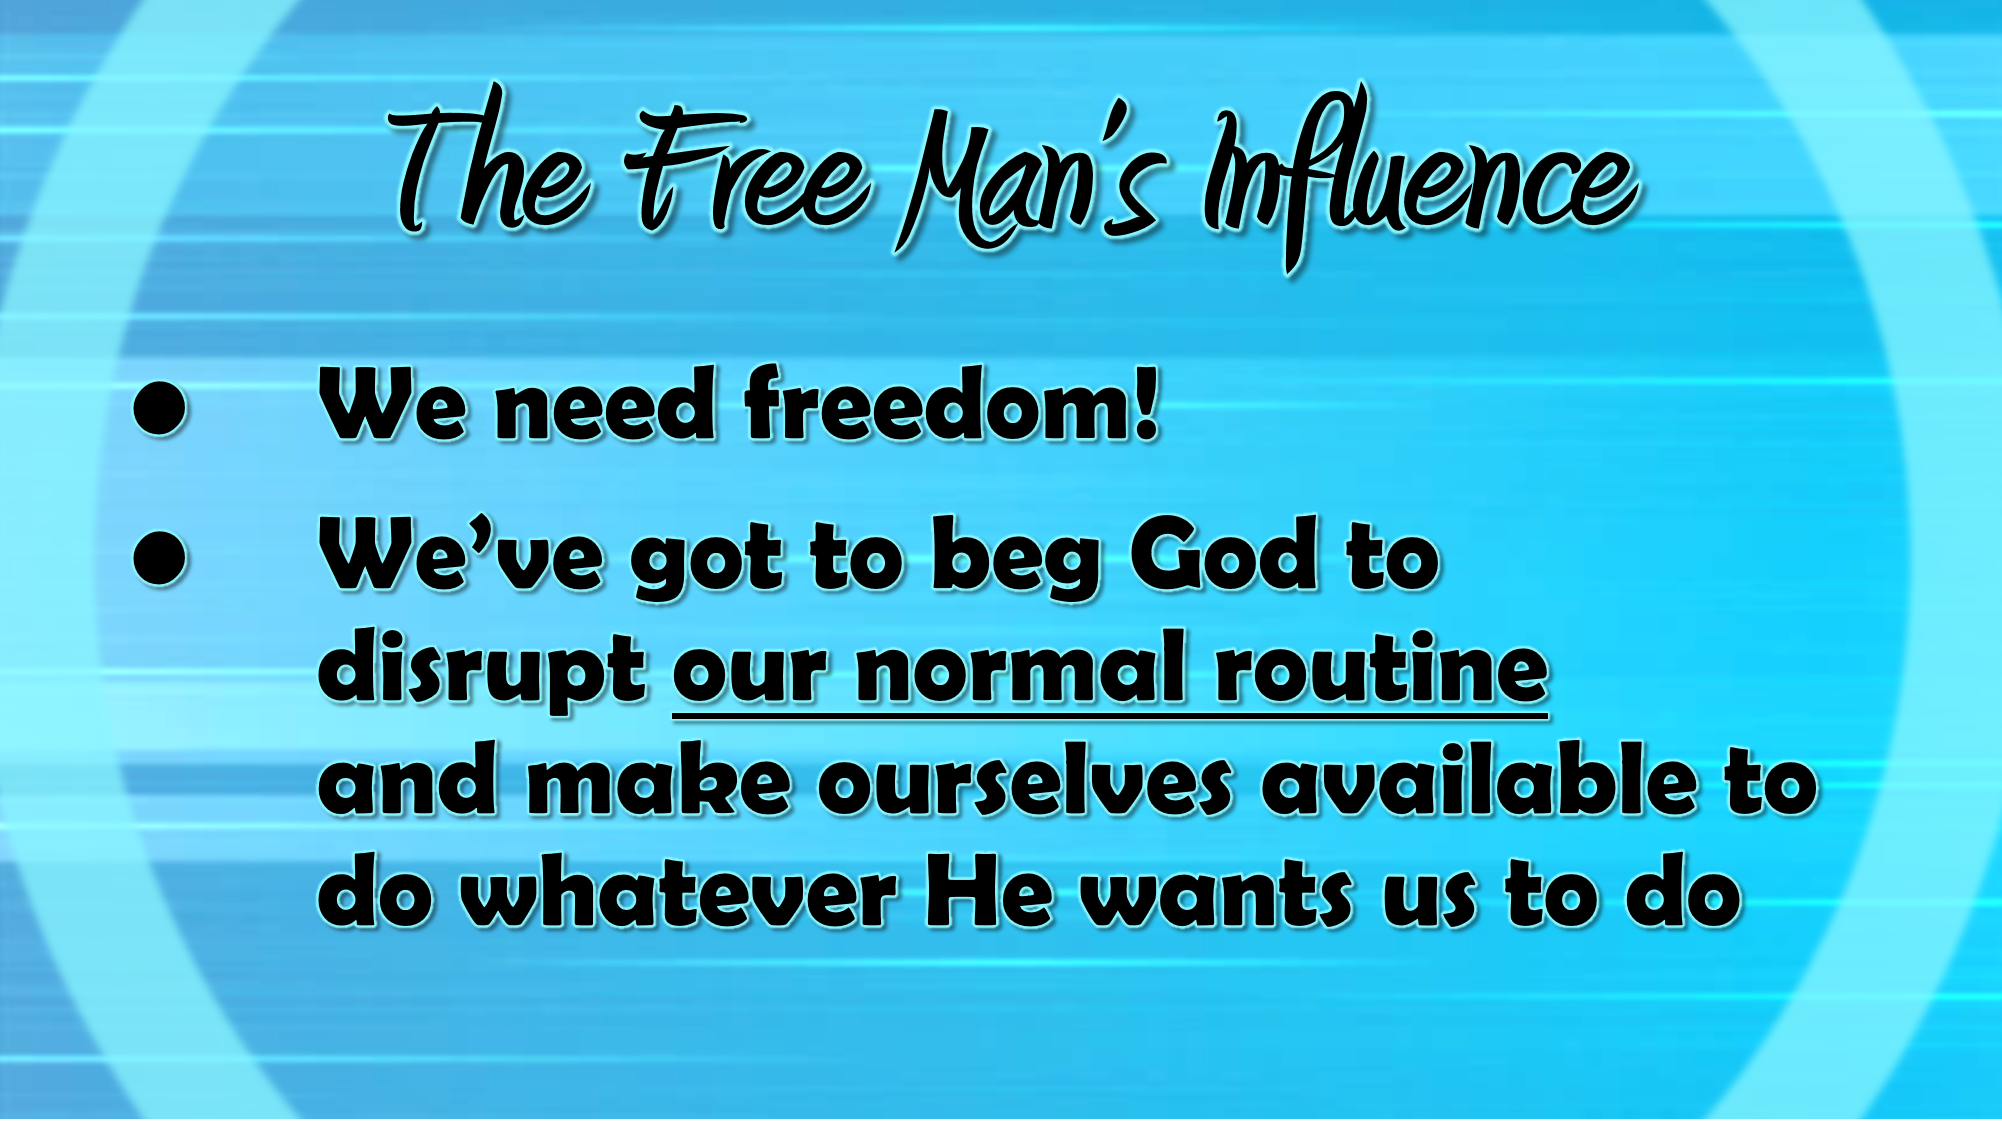 The Free Man's Influence
● We need freedom!
● We’ve got to beg God to
disrupt our normal routine
and make ourselves available to
do whatever He wants us to do